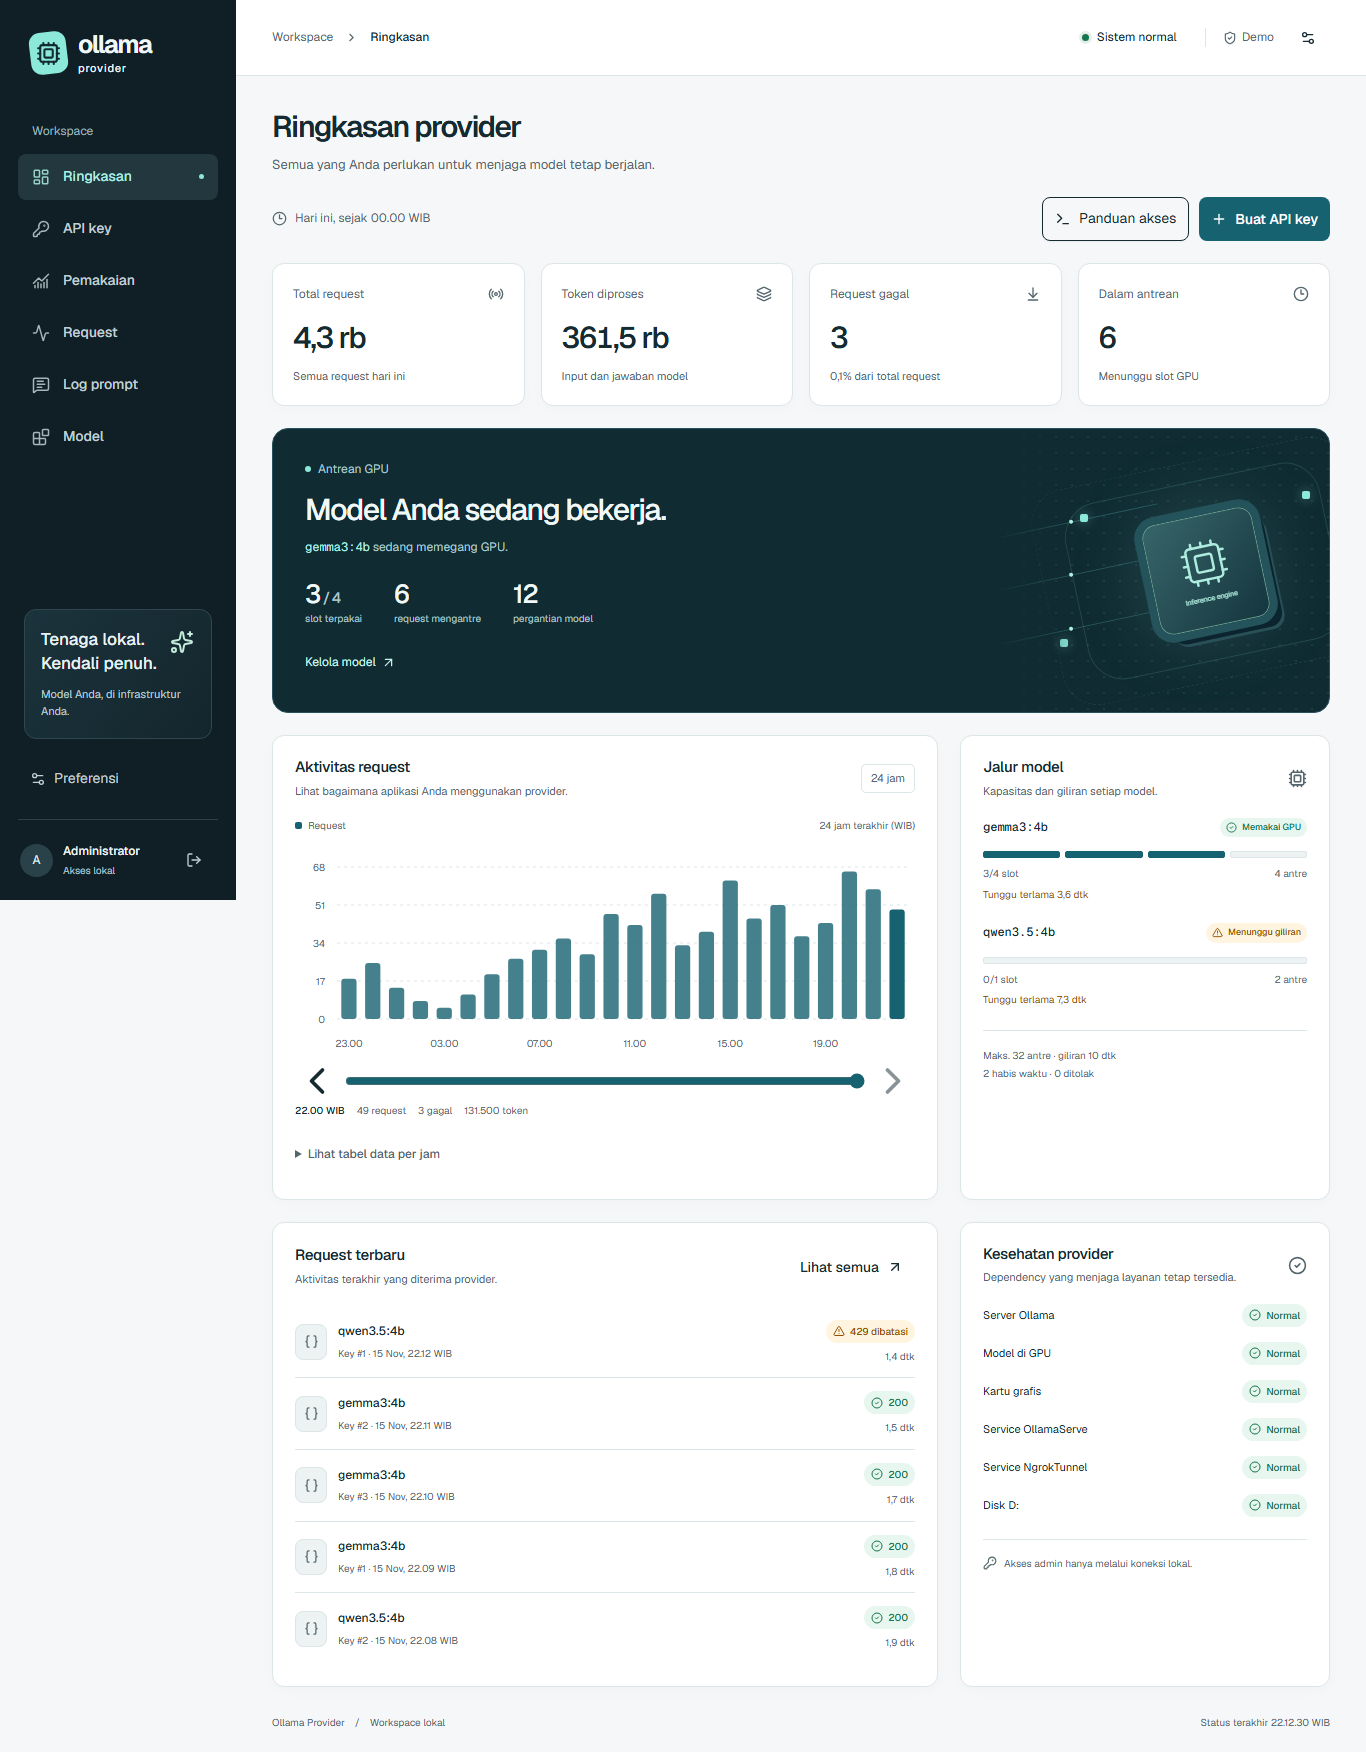 ollama
provider
Workspace
Ringkasan
API key
Pemakaian
Request
Log prompt
Model
Tenaga lokal.
Kendali penuh.
Model Anda, di infrastruktur
Anda.
Preferensi
A
Administrator
Akses lokal
Workspace
Ringkasan
Sistem normal
Demo
Ringkasan provider
Semua yang Anda perlukan untuk menjaga model tetap berjalan.
Hari ini, sejak 00.00 WIB
Panduan akses
Buat API key
Total request
4,3 rb
Semua request hari ini
Token diproses
361,5 rb
Input dan jawaban model
Request gagal
3
0,1% dari total request
Dalam antrean
6
Menunggu slot GPU
Antrean GPU
Model Anda sedang bekerja.
gemma3:4b sedang memegang GPU.
3 / 4
slot terpakai
6
request mengantre
12
pergantian model
Kelola model
Inference engine
Aktivitas request
Lihat bagaimana aplikasi Anda menggunakan provider.
24 jam
Request
24 jam terakhir (WIB)
68
51
34
17
0
23.00
03.00
07.00
11.00
15.00
19.00
22.00 WIB
49 request
3 gagal
131.500 token
Lihat tabel data per jam
Jalur model
Kapasitas dan giliran setiap model.
gemma3:4b
Memakai GPU
3/4 slot
4 antre
Tunggu terlama 3,6 dtk
qwen3.5:4b
Menunggu giliran
0/1 slot
2 antre
Tunggu terlama 7,3 dtk
Maks. 32 antre · giliran 10 dtk
2 habis waktu · 0 ditolak
Request terbaru
Aktivitas terakhir yang diterima provider.
Lihat semua
{ }
qwen3.5:4b
Key #1 · 15 Nov, 22.12 WIB
429 dibatasi
1,4 dtk
{ }
gemma3:4b
Key #2 · 15 Nov, 22.11 WIB
200
1,5 dtk
{ }
gemma3:4b
Key #3 · 15 Nov, 22.10 WIB
200
1,7 dtk
{ }
gemma3:4b
Key #1 · 15 Nov, 22.09 WIB
200
1,8 dtk
{ }
qwen3.5:4b
Key #2 · 15 Nov, 22.08 WIB
200
1,9 dtk
Kesehatan provider
Dependency yang menjaga layanan tetap tersedia.
Server Ollama
Normal
Model di GPU
Normal
Kartu grafis
Normal
Service OllamaServe
Normal
Service NgrokTunnel
Normal
Disk D:
Normal
Akses admin hanya melalui koneksi lokal.
Ollama Provider / Workspace lokal
Status terakhir 22.12.30 WIB